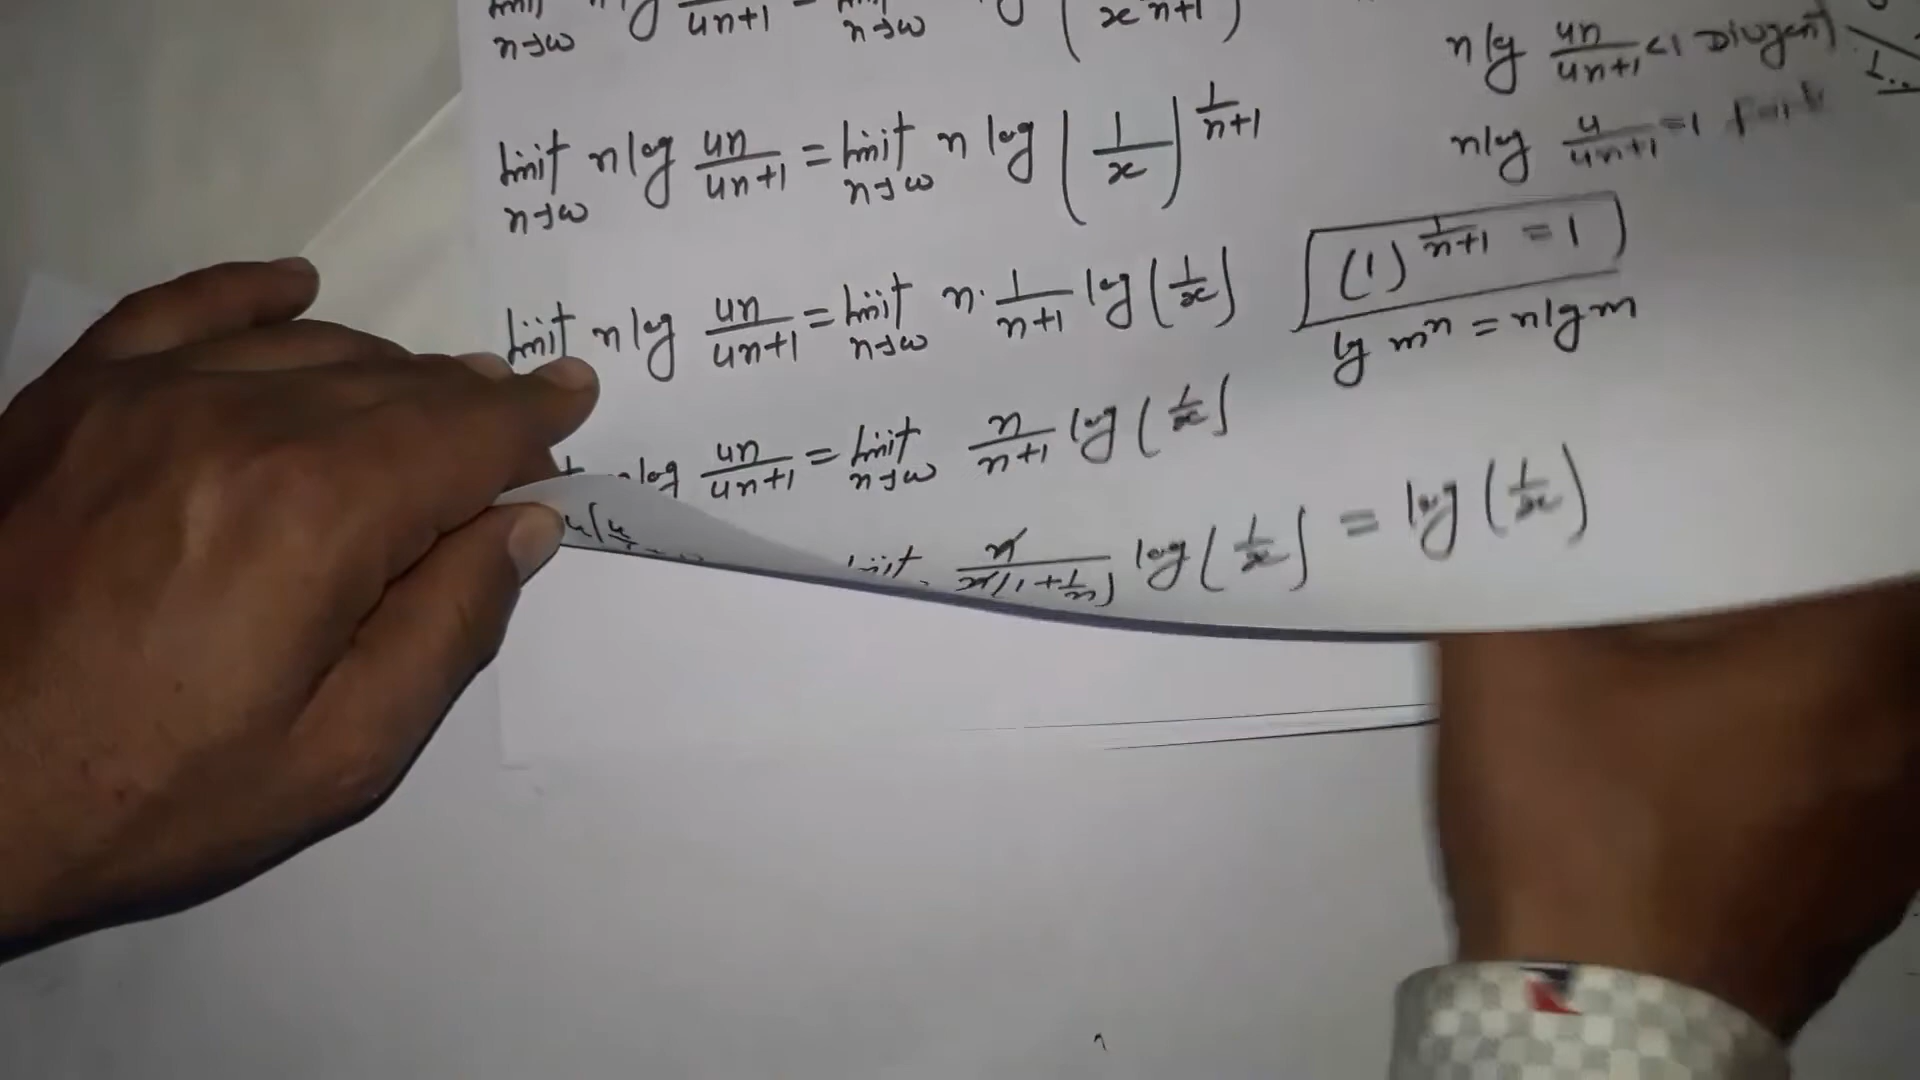 n→∞ un+1 n→∞ x n+1
limit n log un/un+1 = limit n log (1/x)^1/n+1
n→∞ n→∞
limit n log un/un+1 = limit n. 1/n+1 log (1/x)
n→∞
log un/un+1 = limit n/n+1 log (1/x)
n→∞
log (1/x) = log (1/x)
n log un/un+1 <1 Divgent
n log u/un+1 =1
(1)^1/n+1 = 1
log mⁿ = n log m